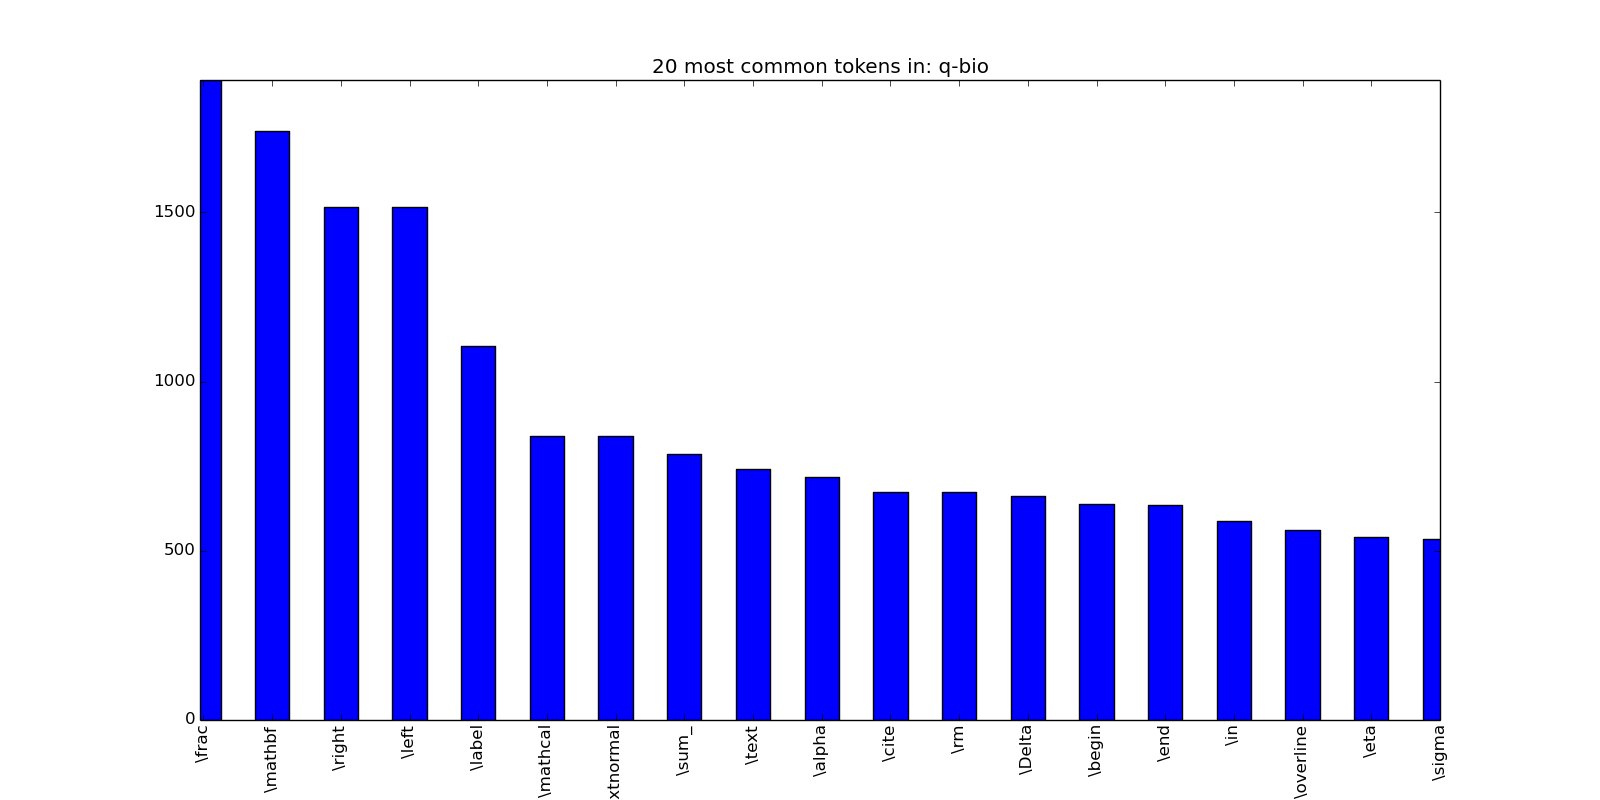 20 most common tokens in: q-bio
1500
1000
500
0
\frac
\mathbf
\right
\left
\label
\mathcal
xtnormal
\sum_
\text
\alpha
\cite
\rm
\Delta
\begin
\end
\in
\overline
\eta
\sigma